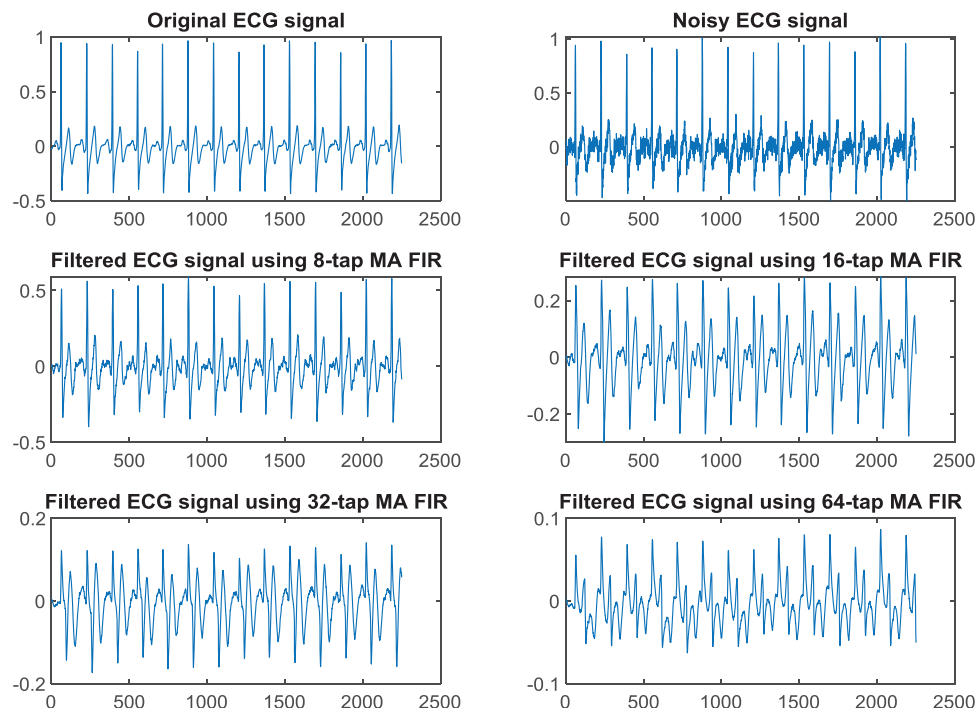 Original ECG signal
1
0.5
0
-0.5
0 500 1000 1500 2000 2500
Noisy ECG signal
1
0.5
0
0 500 1000 1500 2000 2500
Filtered ECG signal using 8-tap MA FIR
0.5
0
-0.5
0 500 1000 1500 2000 2500
Filtered ECG signal using 16-tap MA FIR
0.2
0
-0.2
0 500 1000 1500 2000 2500
Filtered ECG signal using 32-tap MA FIR
0.2
0
-0.2
0 500 1000 1500 2000 2500
Filtered ECG signal using 64-tap MA FIR
0.1
0
-0.1
0 500 1000 1500 2000 2500